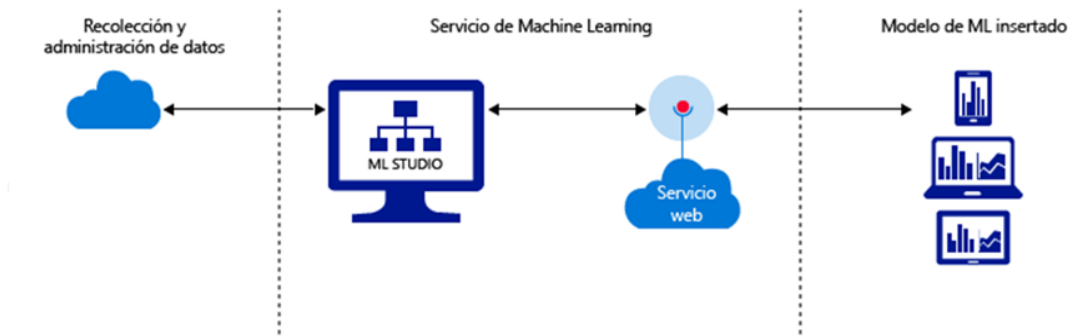 Recolección y
administración de datos
Servicio de Machine Learning
Modelo de ML insertado
ML STUDIO
Servicio
web